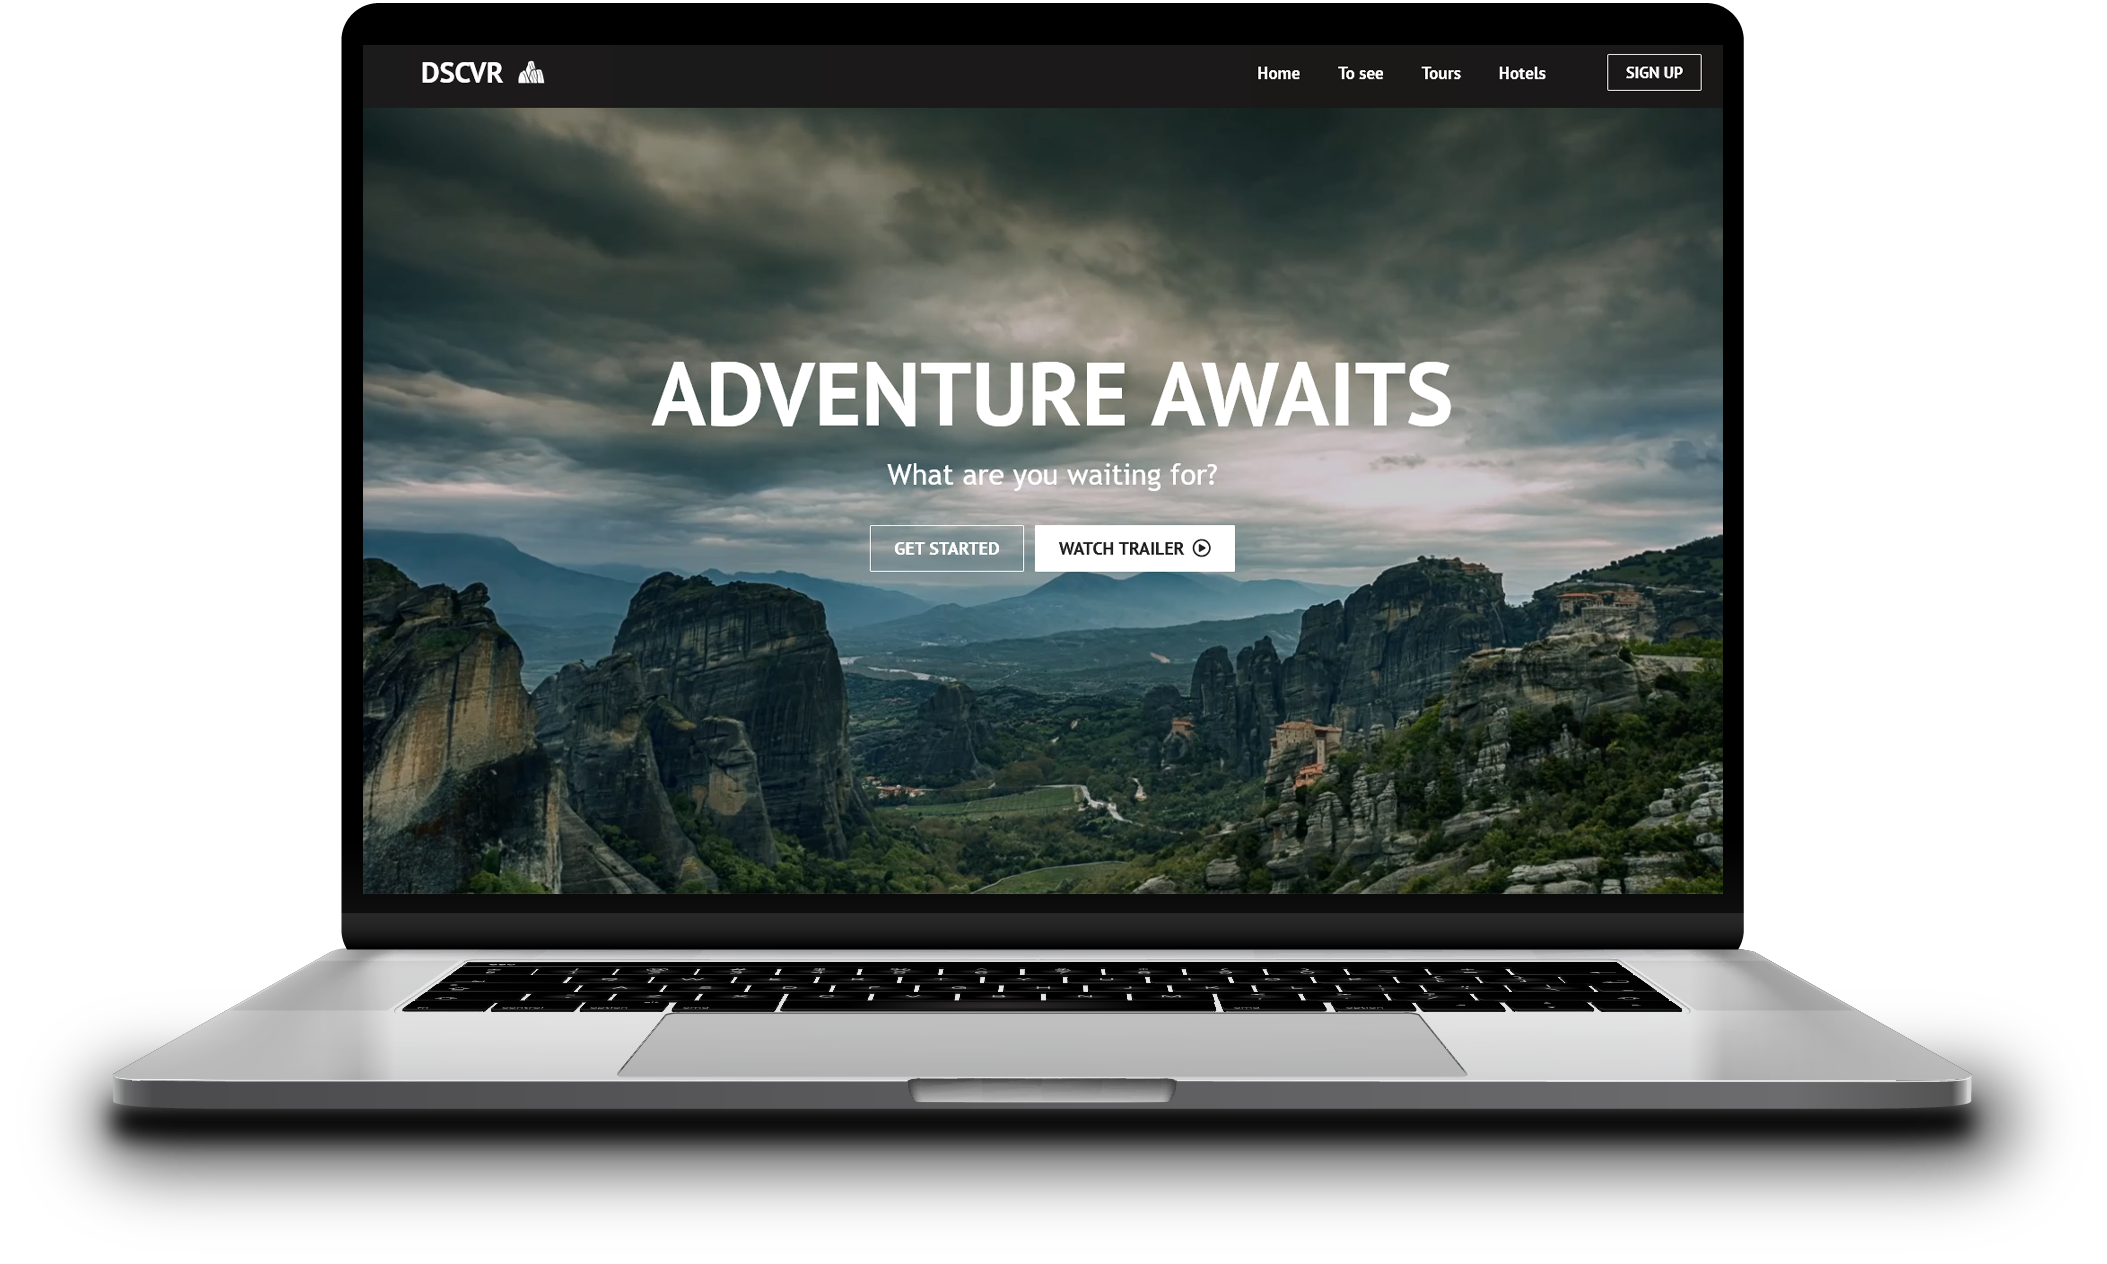 DSCVR
Home To see Tours Hotels SIGN UP
ADVENTURE AWAITS
What are you waiting for?
GET STARTED WATCH TRAILER